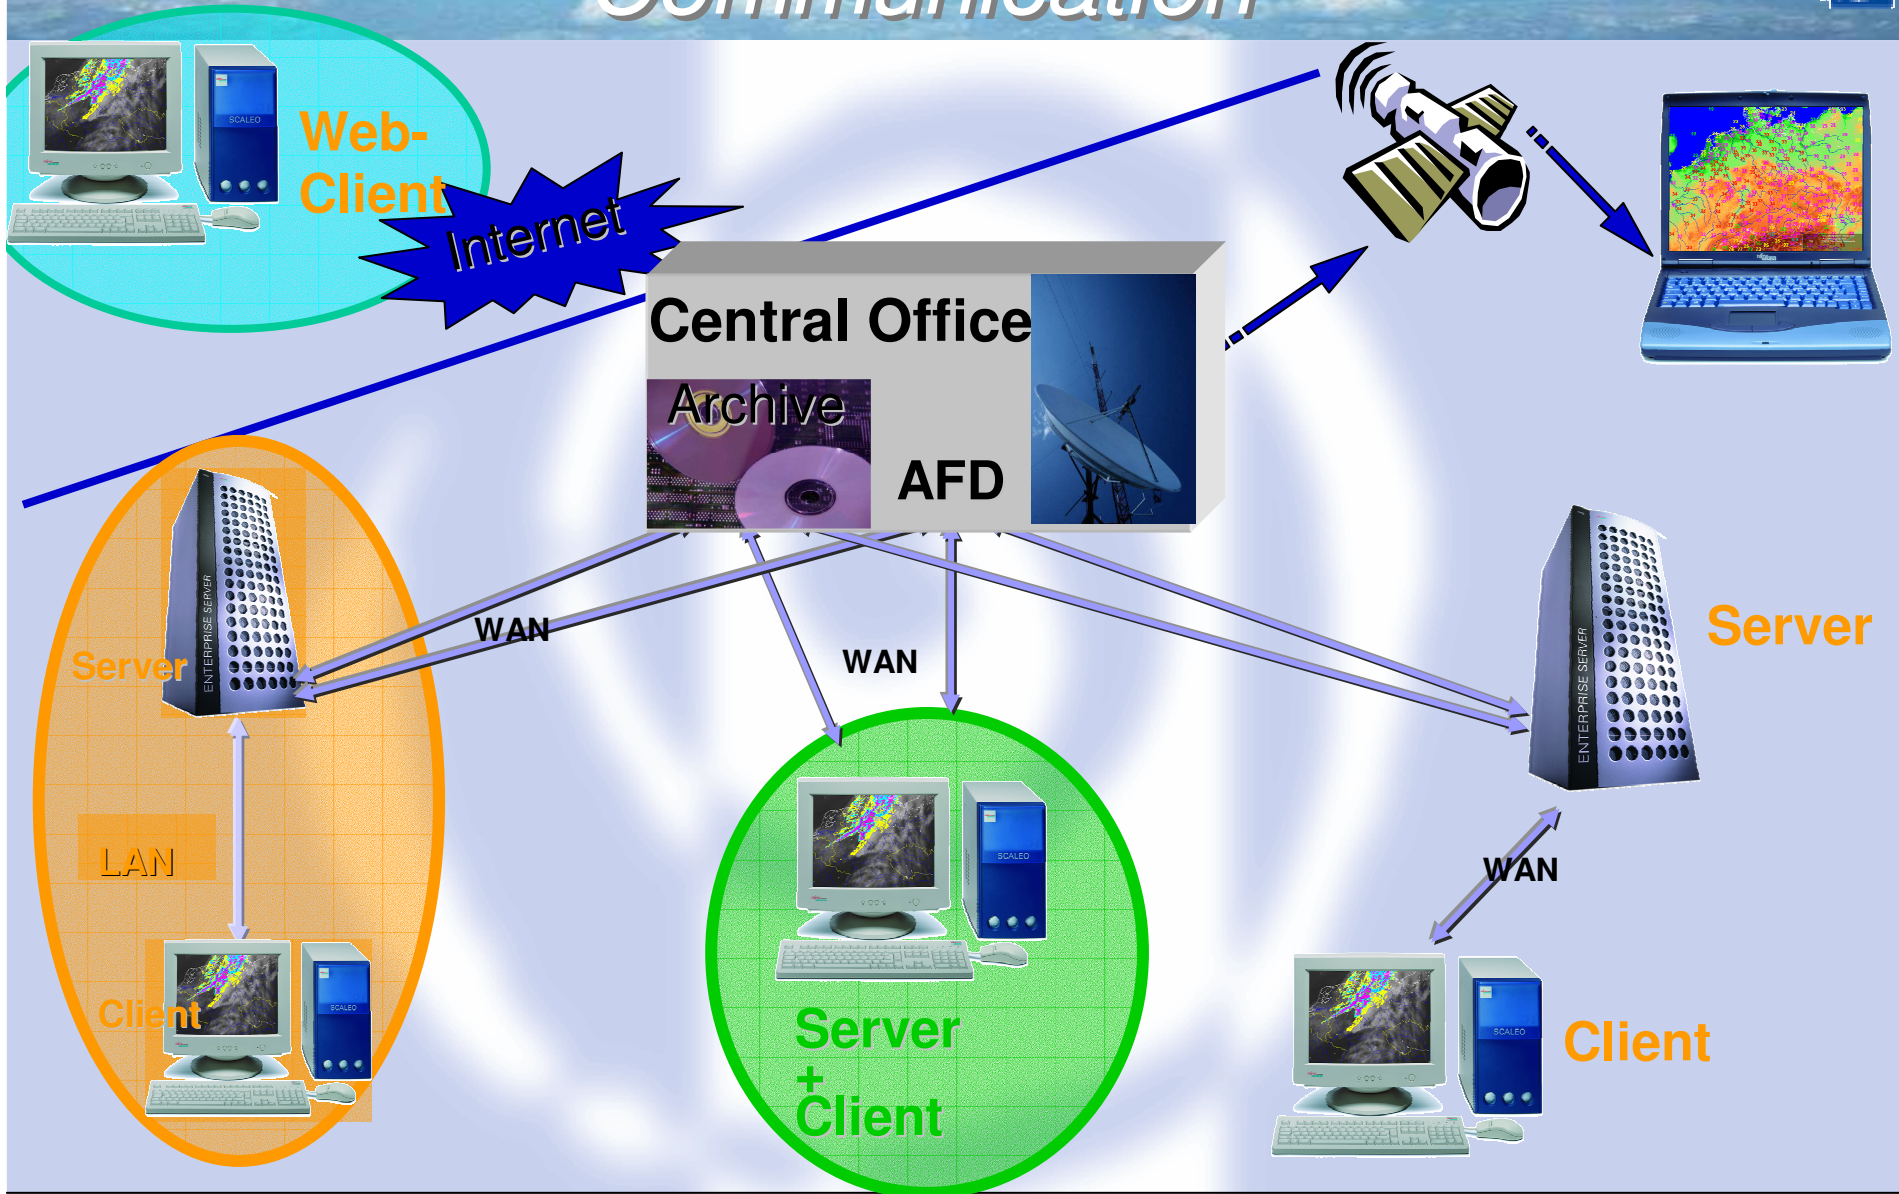 Communication
SCALEO
Web-
Client
Internet
Central Office
Archive
AFD
ENTERPRISE SERVER
Server
WAN
WAN
ENTERPRISE SERVER
Server
LAN
SCALEO
WAN
Client
SCALEO
Server
+
Client
SCALEO
Client